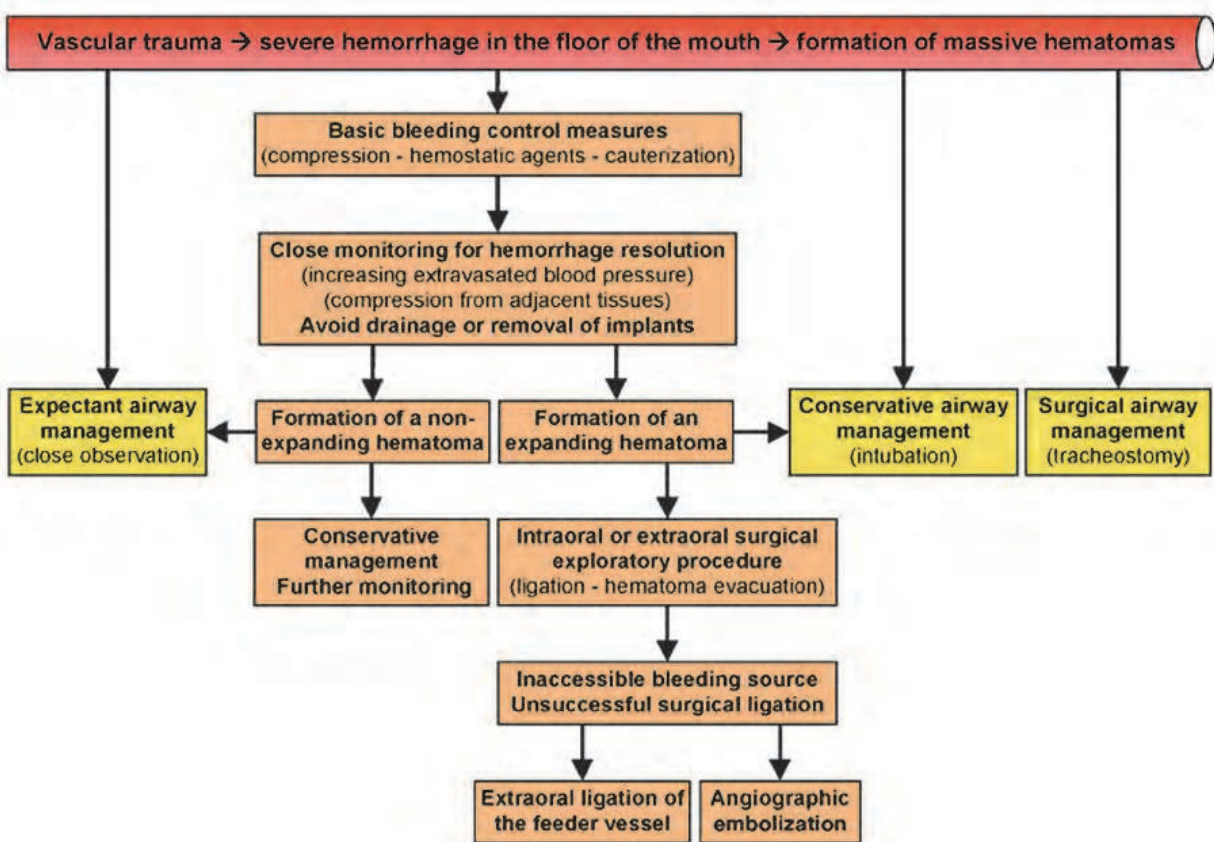 Vascular trauma → severe hemorrhage in the floor of the mouth → formation of massive hematomas
Basic bleeding control measures
(compression - hemostatic agents - cauterization)
Close monitoring for hemorrhage resolution
(increasing extravasated blood pressure)
(compression from adjacent tissues)
Avoid drainage or removal of implants
Expectant airway
management
(close observation)
Formation of a non-
expanding hematoma
Formation of an
expanding hematoma
Conservative airway
management
(intubation)
Surgical airway
management
(tracheostomy)
Conservative
management
Further monitoring
Intraoral or extraoral surgical
exploratory procedure
(ligation - hematoma evacuation)
Inaccessible bleeding source
Unsuccessful surgical ligation
Extraoral ligation of
the feeder vessel
Angiographic
embolization